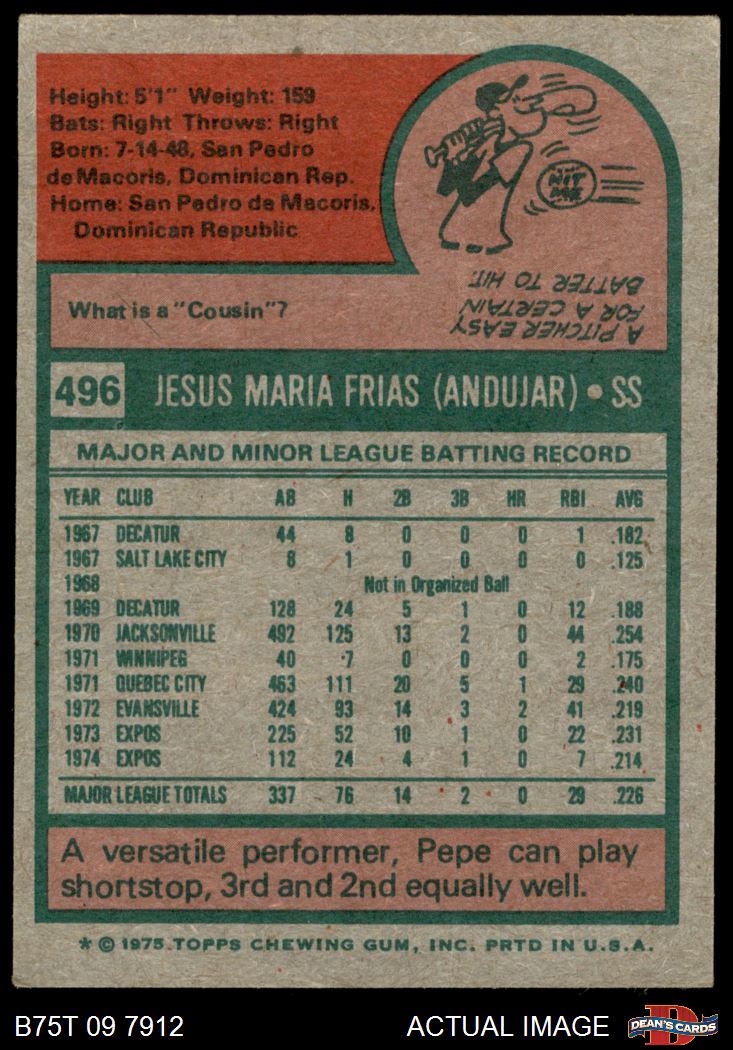 Height: 5'1" Weight: 159
Bats: Right Throws: Right
Born: 7-14-48, San Pedro
de Macoris, Dominican Rep.
Home: San Pedro de Macoris,
Dominican Republic
HIT
ME
What is a "Cousin"?
A PITCHER EASY
FOR A CERTAIN
BATTER TO HIT.
496 JESUS MARIA FRIAS (ANDUJAR) • SS
MAJOR AND MINOR LEAGUE BATTING RECORD
YEAR CLUB AB H 2B 3B HR RBI AVG
1967 DECATUR 44 8 0 0 0 1 .182
1967 SALT LAKE CITY 8 1 0 0 0 0 .125
1968 Not in Organized Ball
1969 DECATUR 128 24 5 1 0 12 .188
1970 JACKSONVILLE 492 125 13 2 0 44 .254
1971 WINNIPEG 40 7 0 0 0 2 .175
1971 QUEBEC CITY 463 111 20 5 1 29 .240
1972 EVANSVILLE 424 93 14 3 2 41 .219
1973 EXPOS 225 52 10 1 0 22 .231
1974 EXPOS 112 24 4 1 0 7 .214
MAJOR LEAGUE TOTALS 337 76 14 2 0 29 .226
A versatile performer, Pepe can play
shortstop, 3rd and 2nd equally well.
* © 1975 TOPPS CHEWING GUM, INC. PRTD IN U.S.A.
B75T 09 7912 ACTUAL IMAGE DEAN'S CARDS